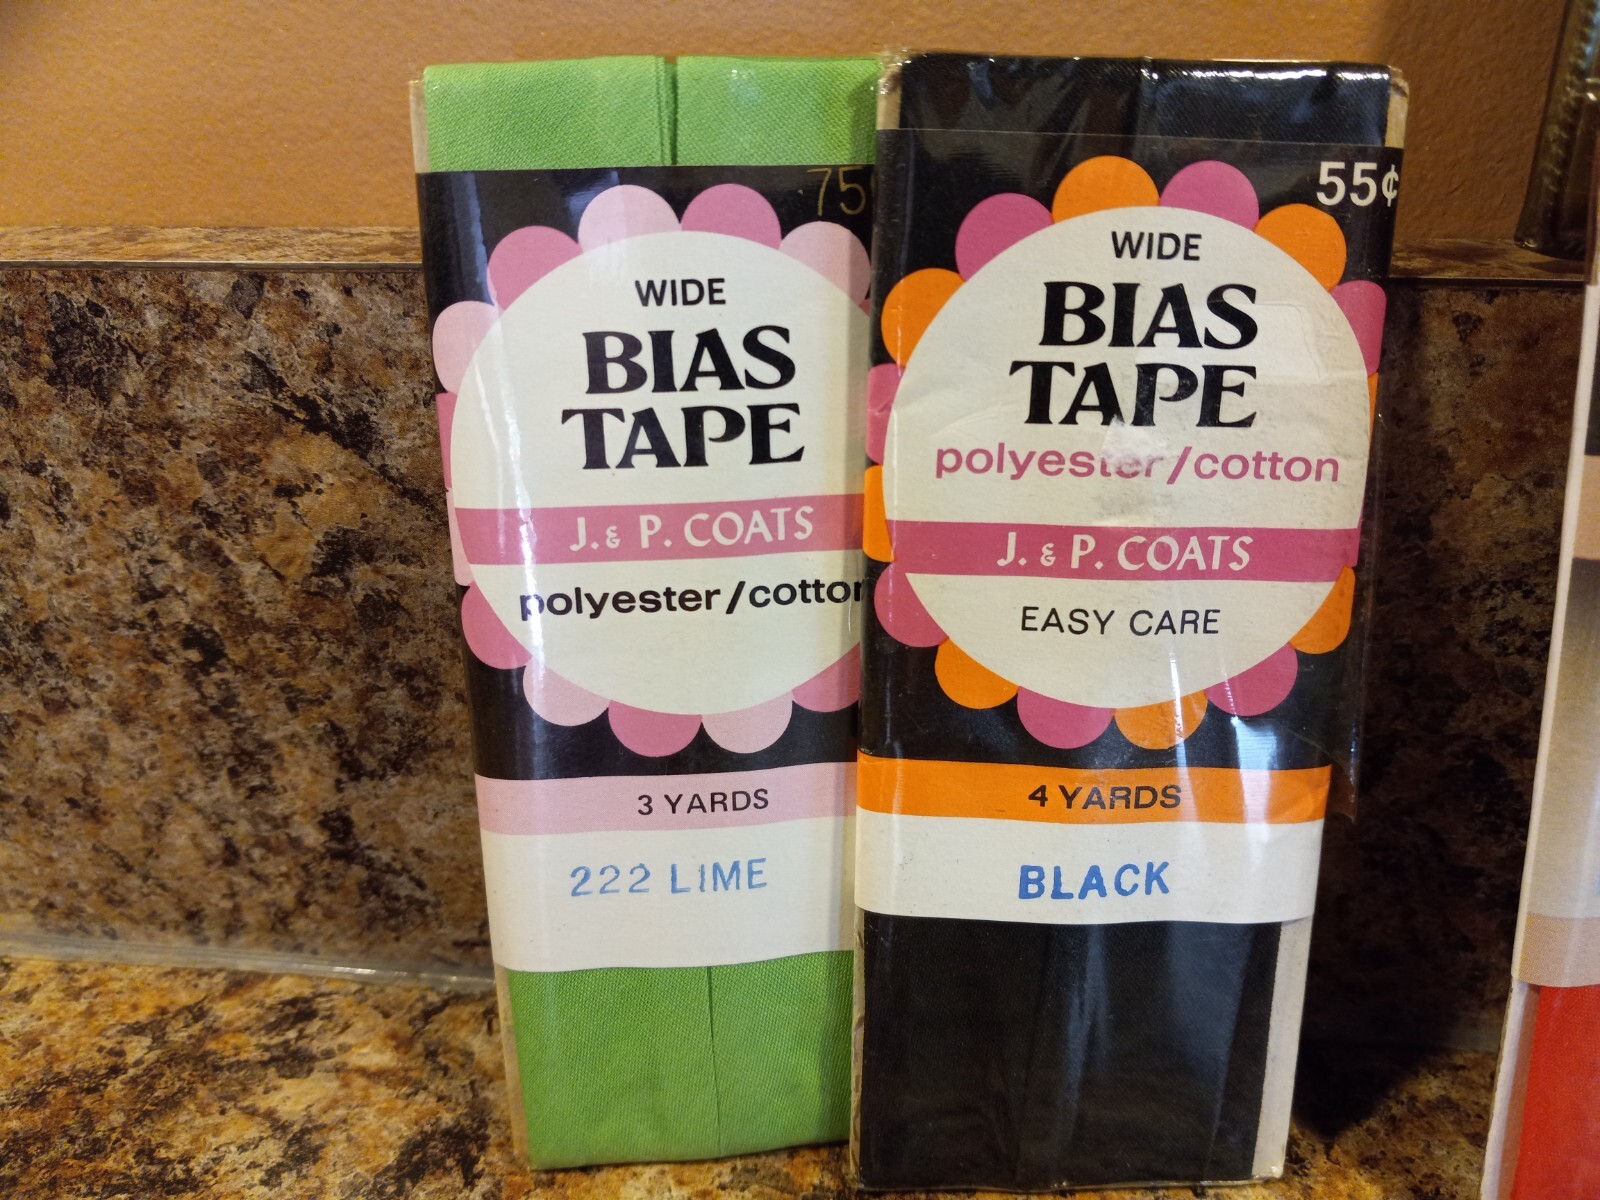 75¢
WIDE
BIAS
TAPE
J. & P. COATS
polyester/cotton
3 YARDS
222 LIME
55¢
WIDE
BIAS
TAPE
polyester/cotton
J. & P. COATS
EASY CARE
4 YARDS
BLACK